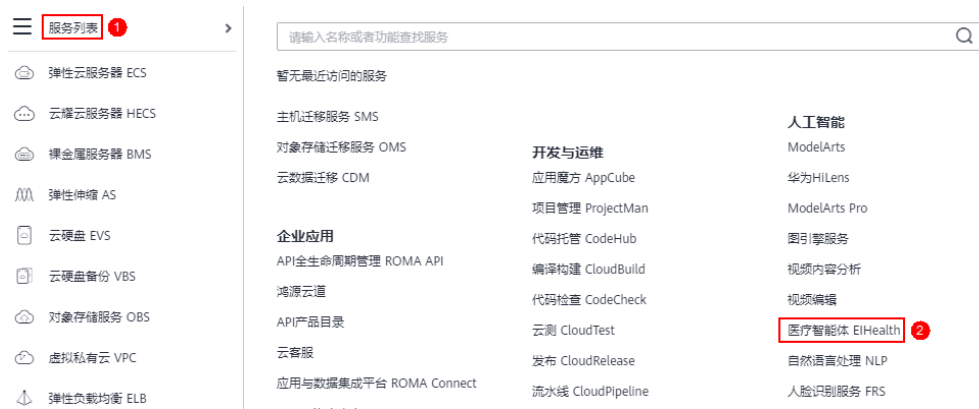 服务列表 1
弹性云服务器 ECS
云耀云服务器 HECS
裸金属服务器 BMS
弹性伸缩 AS
云硬盘 EVS
云硬盘备份 VBS
对象存储服务 OBS
虚拟私有云 VPC
弹性负载均衡 ELB
请输入名称或者功能查找服务
暂无最近访问的服务
主机迁移服务 SMS
对象存储迁移服务 OMS
云数据迁移 CDM
企业应用
API全生命周期管理 ROMA API
鸿源云道
API产品目录
云客服
应用与数据集成平台 ROMA Connect
开发与运维
应用魔方 AppCube
项目管理 ProjectMan
代码托管 CodeHub
编译构建 CloudBuild
代码检查 CodeCheck
云测 CloudTest
发布 CloudRelease
流水线 CloudPipeline
人工智能
ModelArts
华为HiLens
ModelArts Pro
图引擎服务
视频内容分析
视频编辑
医疗智能体 EIHealth 2
自然语言处理 NLP
人脸识别服务 FRS